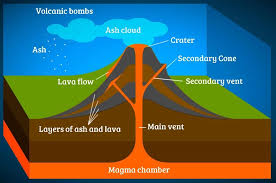 Volcanic bombs
Ash cloud
Crater
Ash
Secondary Cone
Lava flow
Secondary vent
Layers of ash and lava
Main vent
Magma chamber